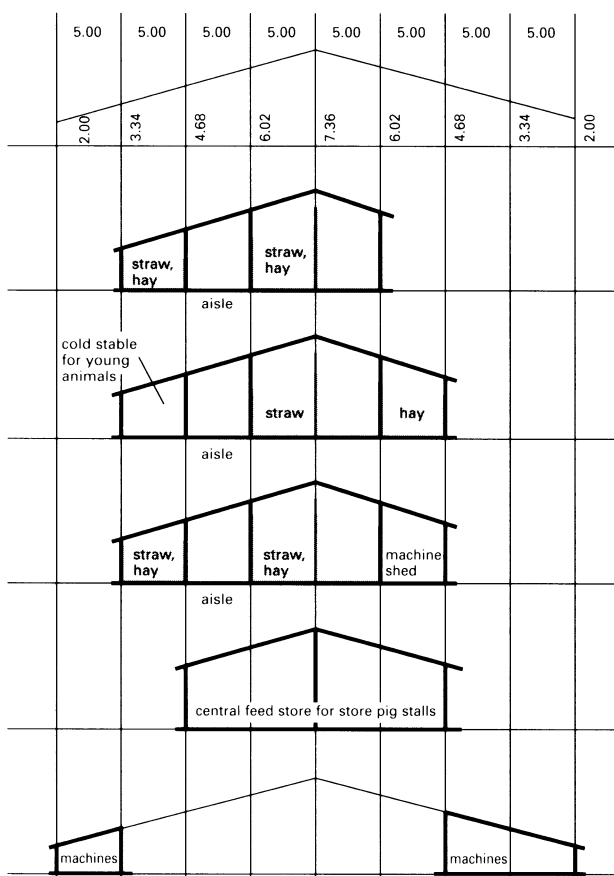 5.00 5.00 5.00 5.00 5.00 5.00 5.00 5.00
2.00 3.34 4.68 6.02 7.36 6.02 4.68 3.34 2.00
straw,
hay
straw,
hay
aisle
cold stable
for young
animals
straw
hay
aisle
straw,
hay
straw,
hay
machine
shed
aisle
central feed store for store pig stalls
machines
machines